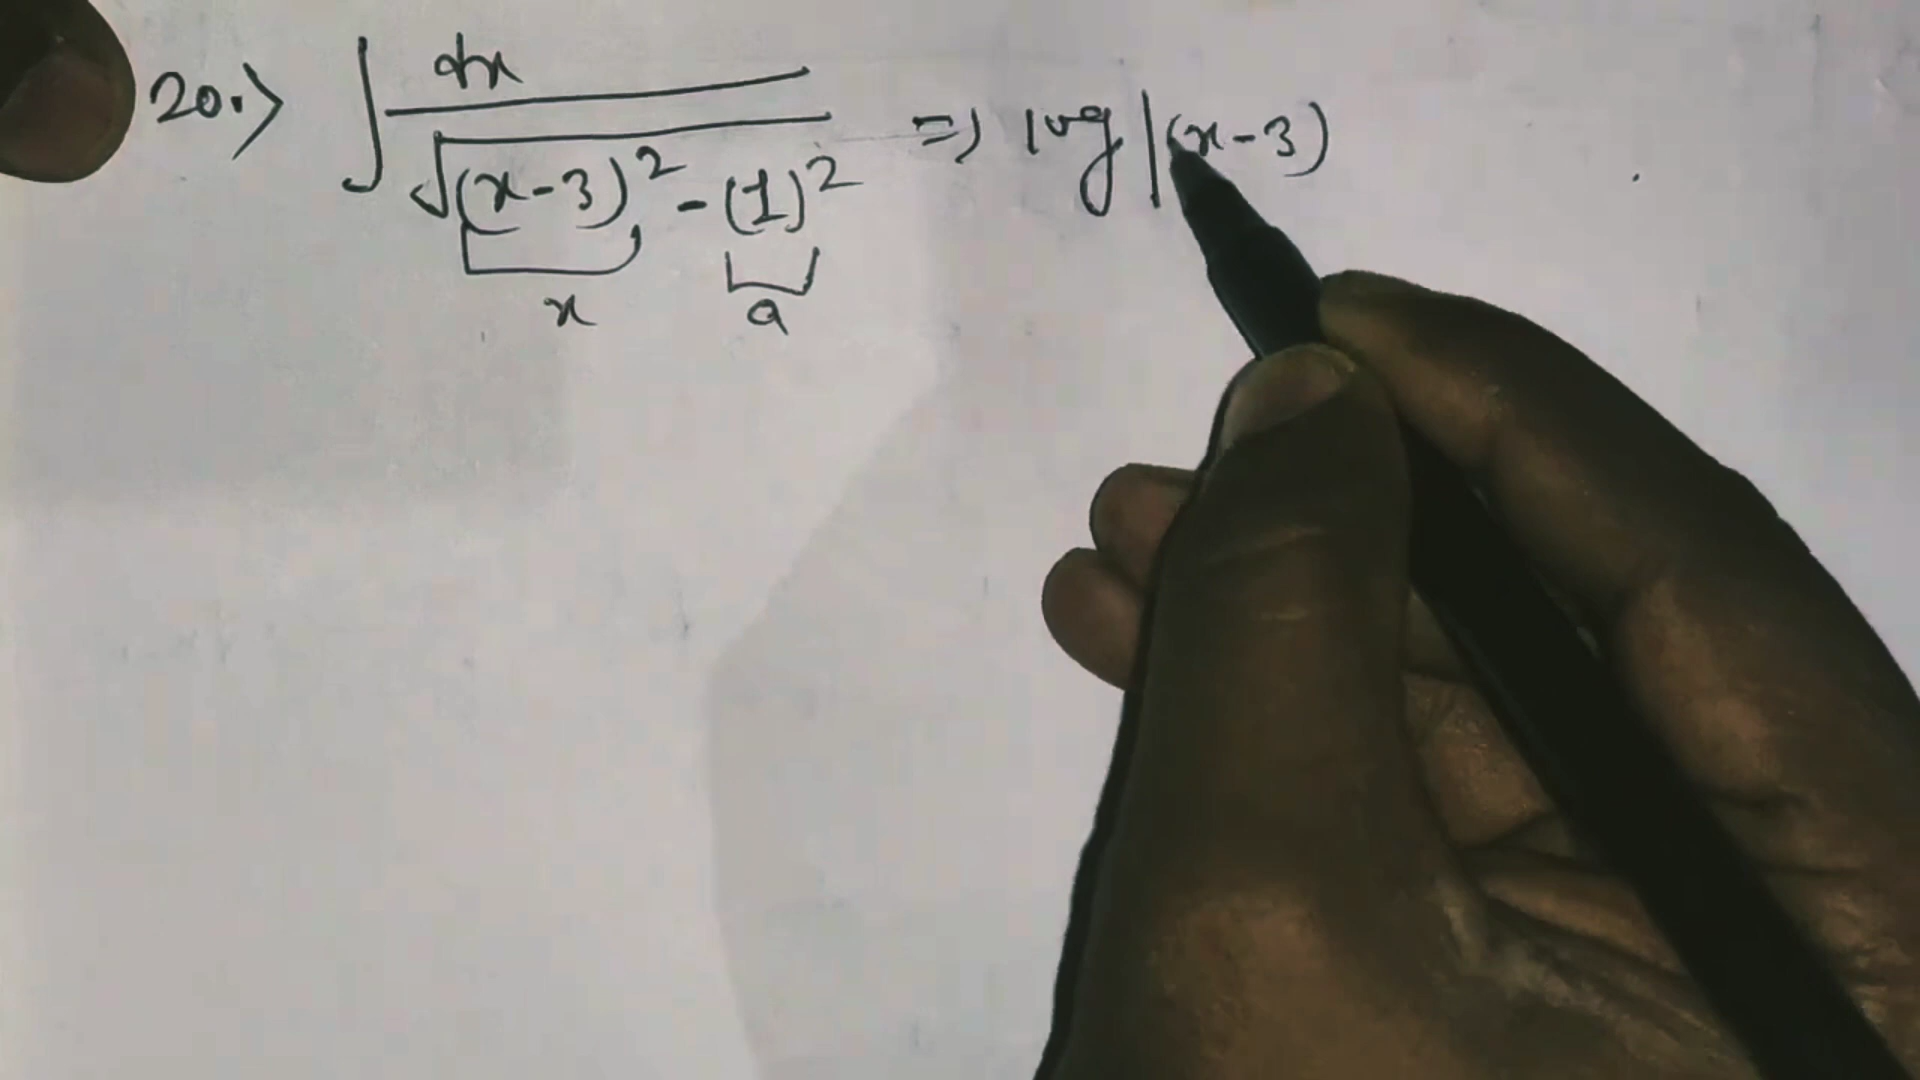 20.) ∫ dx / √((x-3)² - (1)²) => log |(x-3)
x a